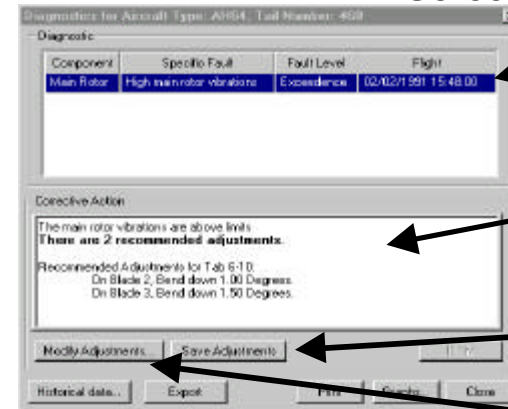 Diagnostics for Aircraft Type: AH64, Tail Number: 459
Diagnostic
Component Specific Fault Fault Level Flight
Main Rotor High main rotor vibrations Exceedence 02/02/1991 15:48:00
Corrective Action
The main rotor vibrations are above limits
There are 2 recommended adjustments.
Recommended Adjustments for Tab 6-10:
On Blade 2, Bend down 1.00 Degrees.
On Blade 3, Bend down 1.50 Degrees.
Modify Adjustments... Save Adjustments
Historical data... Export Print Close